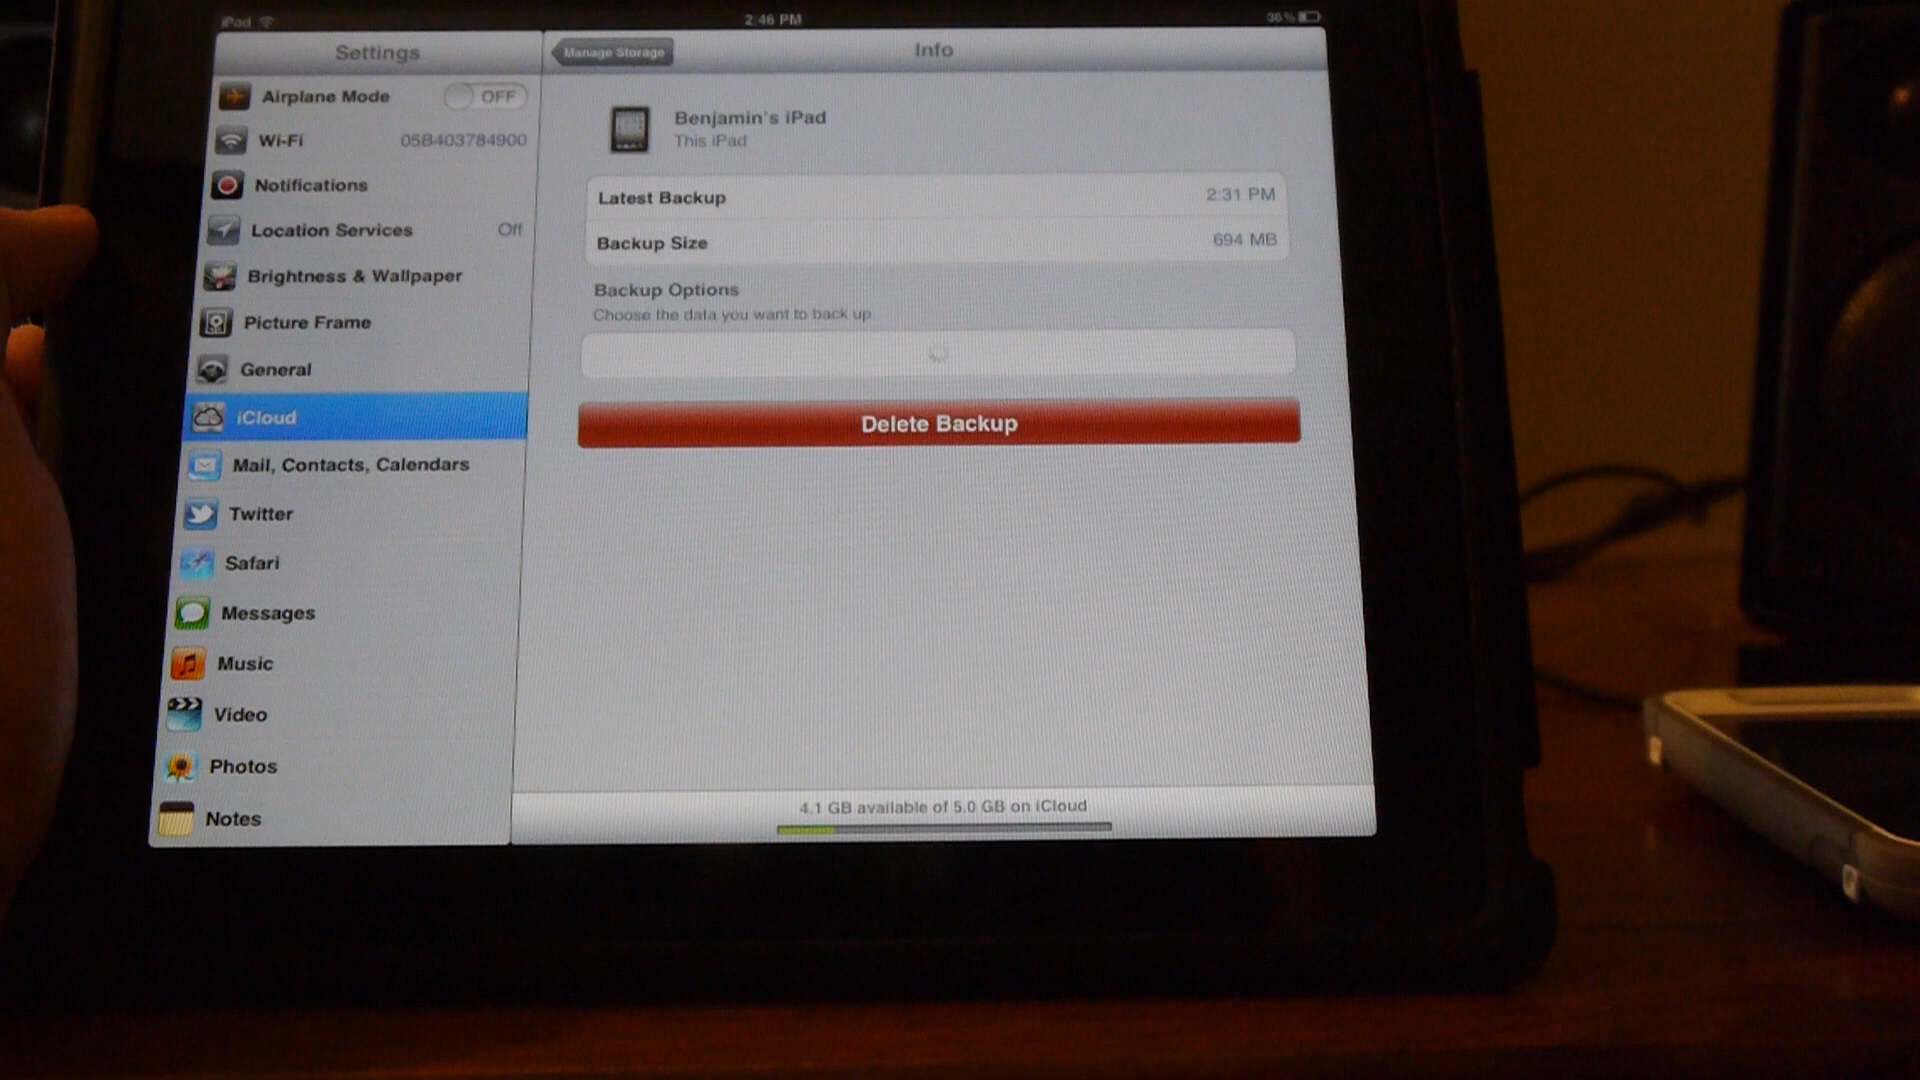 iPad
2:46 PM
36%
Settings
Airplane Mode OFF
Wi-Fi 05B403784900
Notifications
Location Services Off
Brightness & Wallpaper
Picture Frame
General
iCloud
Mail, Contacts, Calendars
Twitter
Safari
Messages
Music
Video
Photos
Notes
Manage Storage
Info
Benjamin's iPad
This iPad
Latest Backup 2:31 PM
Backup Size 694 MB
Backup Options
Choose the data you want to back up
Delete Backup
4.1 GB available of 5.0 GB on iCloud